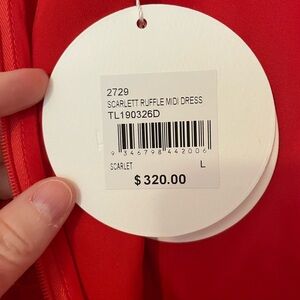 2729
SCARLETT RUFFLE MIDI DRESS
TL190326D
9 346798 442006
SCARLET L
$320.00